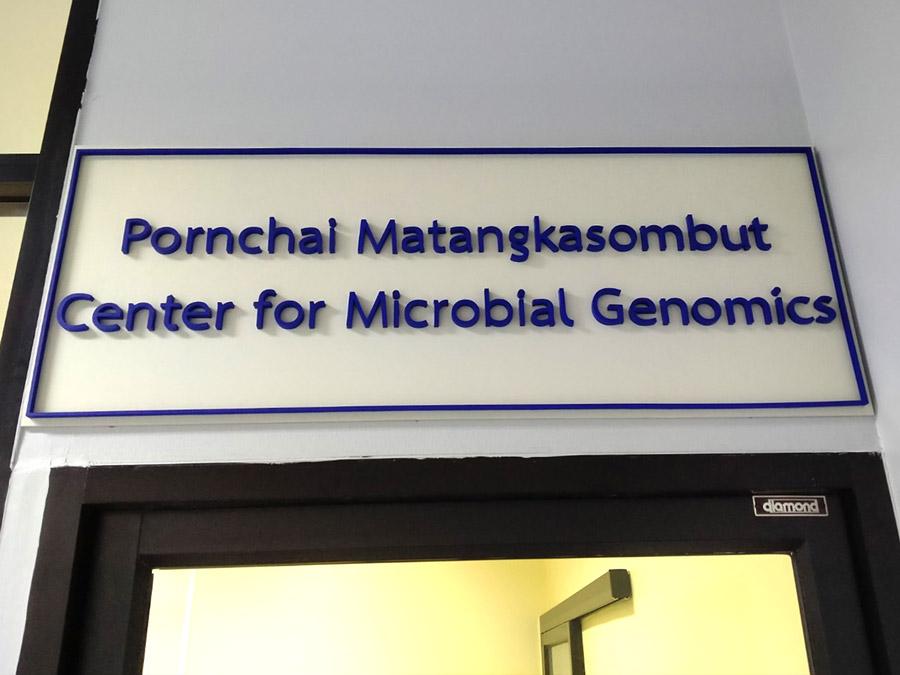 Pornchai Matangkasombut
Center for Microbial Genomics
diamond